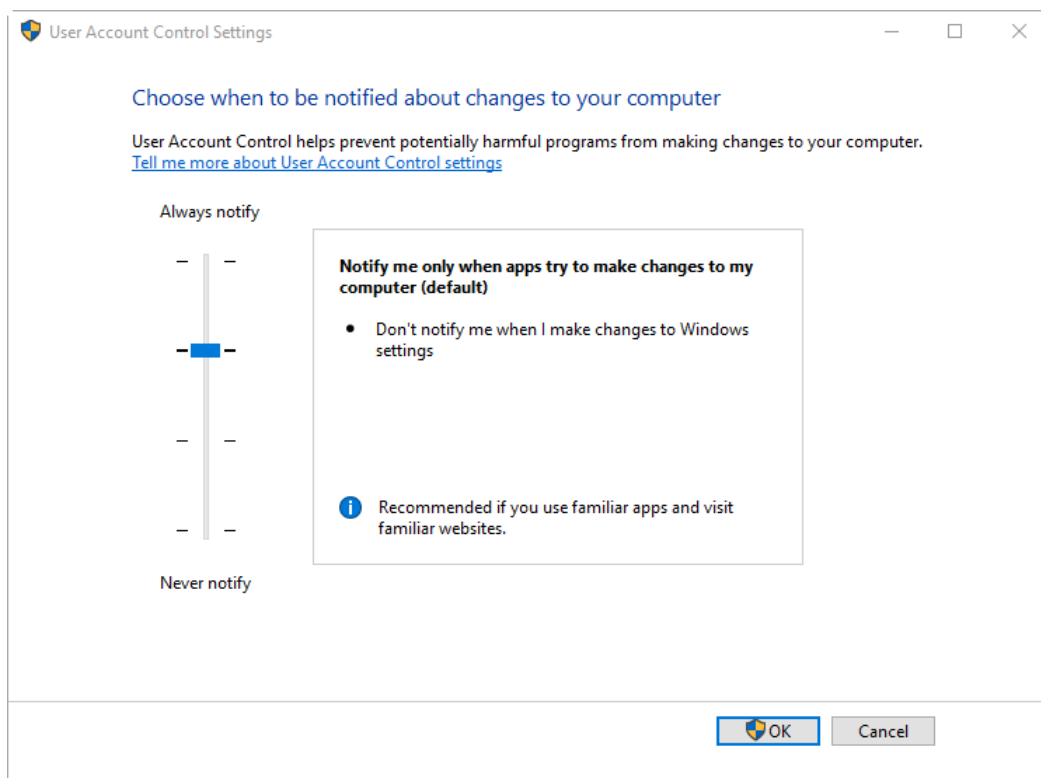 User Account Control Settings
Choose when to be notified about changes to your computer
User Account Control helps prevent potentially harmful programs from making changes to your computer.
Tell me more about User Account Control settings
Always notify
Notify me only when apps try to make changes to my
computer (default)
Don't notify me when I make changes to Windows
settings
Recommended if you use familiar apps and visit
familiar websites.
Never notify
OK
Cancel